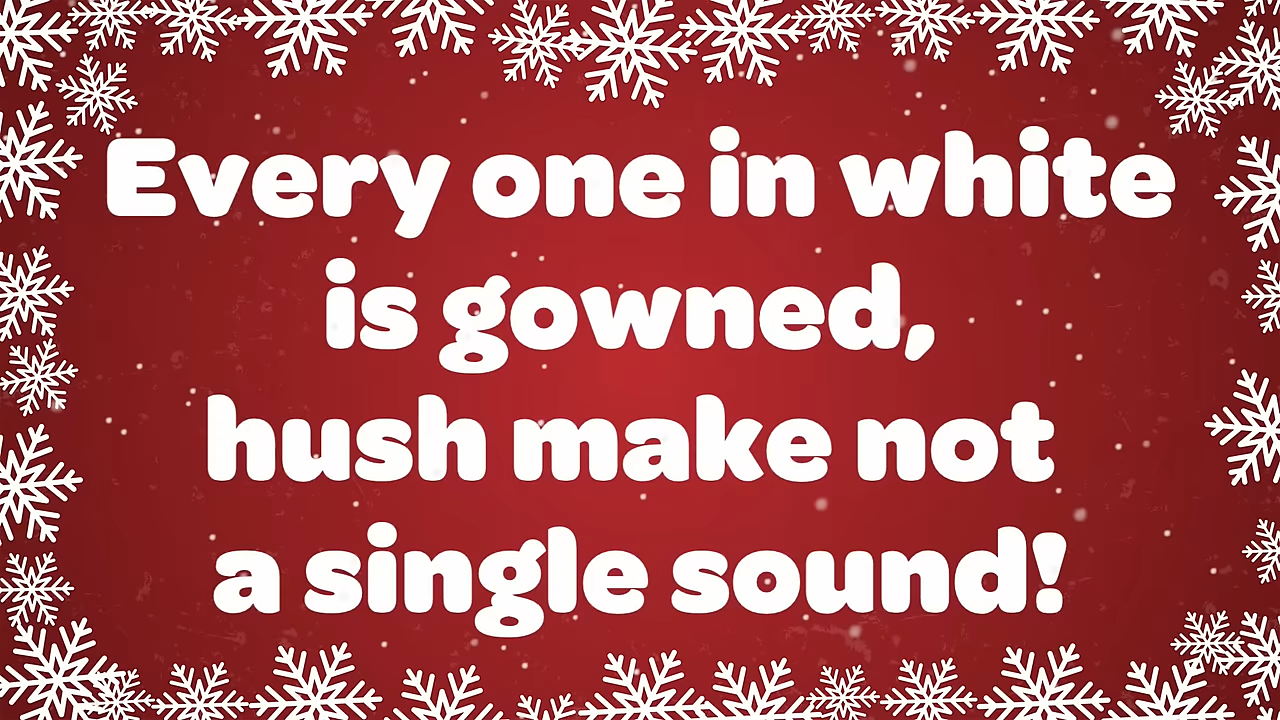 Every one in white
is gowned,
hush make not
a single sound!